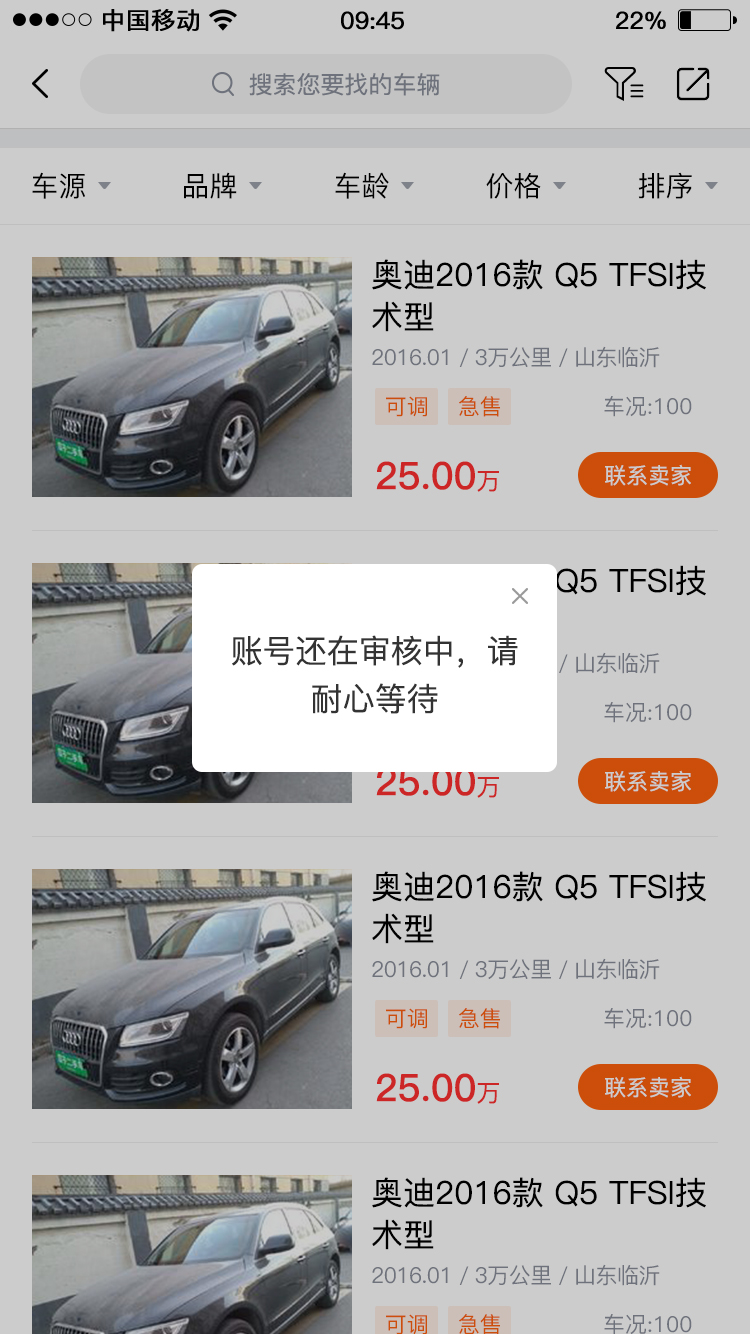 中国移动
09:45
22%
搜索您要找的车辆
车源
品牌
车龄
价格
排序
奥迪2016款 Q5 TFSI技
术型
2016.01 / 3万公里 / 山东临沂
可调
急售
车况:100
25.00万
联系卖家
Q5 TFSI技
/ 山东临沂
车况:100
账号还在审核中，请
耐心等待
25.00万
联系卖家
奥迪2016款 Q5 TFSI技
术型
2016.01 / 3万公里 / 山东临沂
可调
急售
车况:100
25.00万
联系卖家
奥迪2016款 Q5 TFSI技
术型
2016.01 / 3万公里 / 山东临沂
可调
急售
车况:100